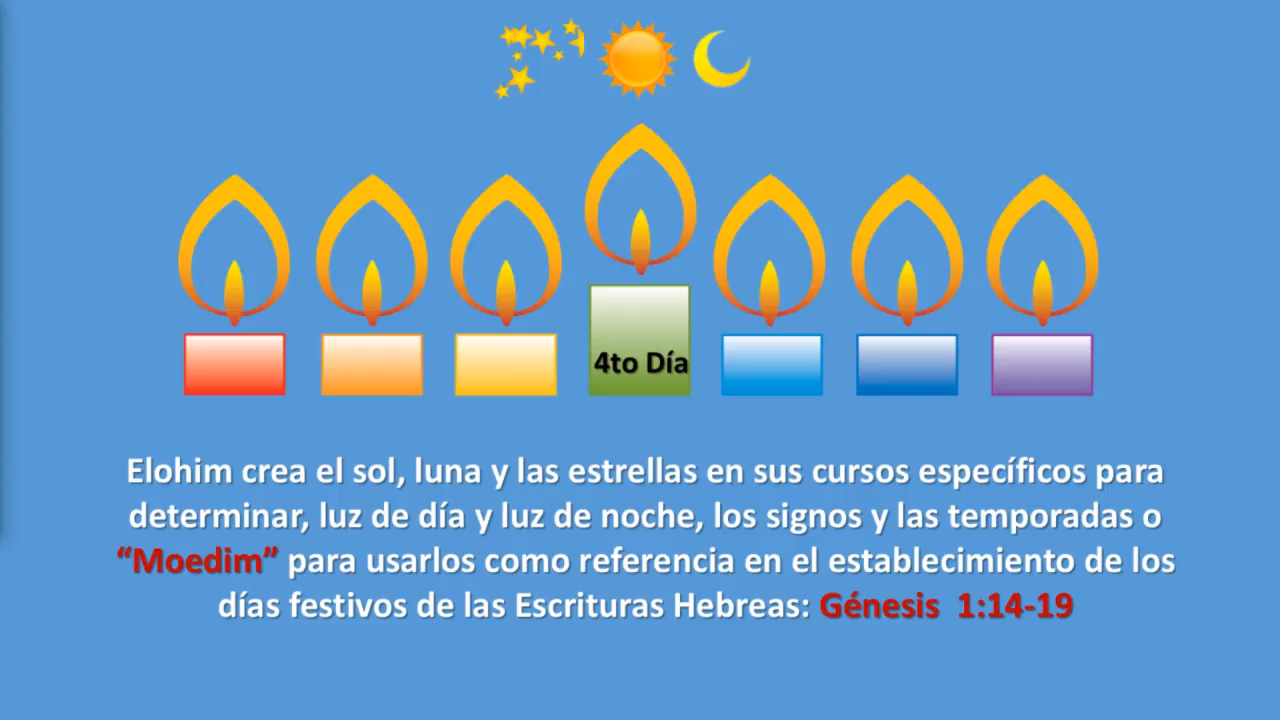 4to Día
Elohim crea el sol, luna y las estrellas en sus cursos específicos para
determinar, luz de día y luz de noche, los signos y las temporadas o
“Moedim” para usarlos como referencia en el establecimiento de los
días festivos de las Escrituras Hebreas: Génesis 1:14-19